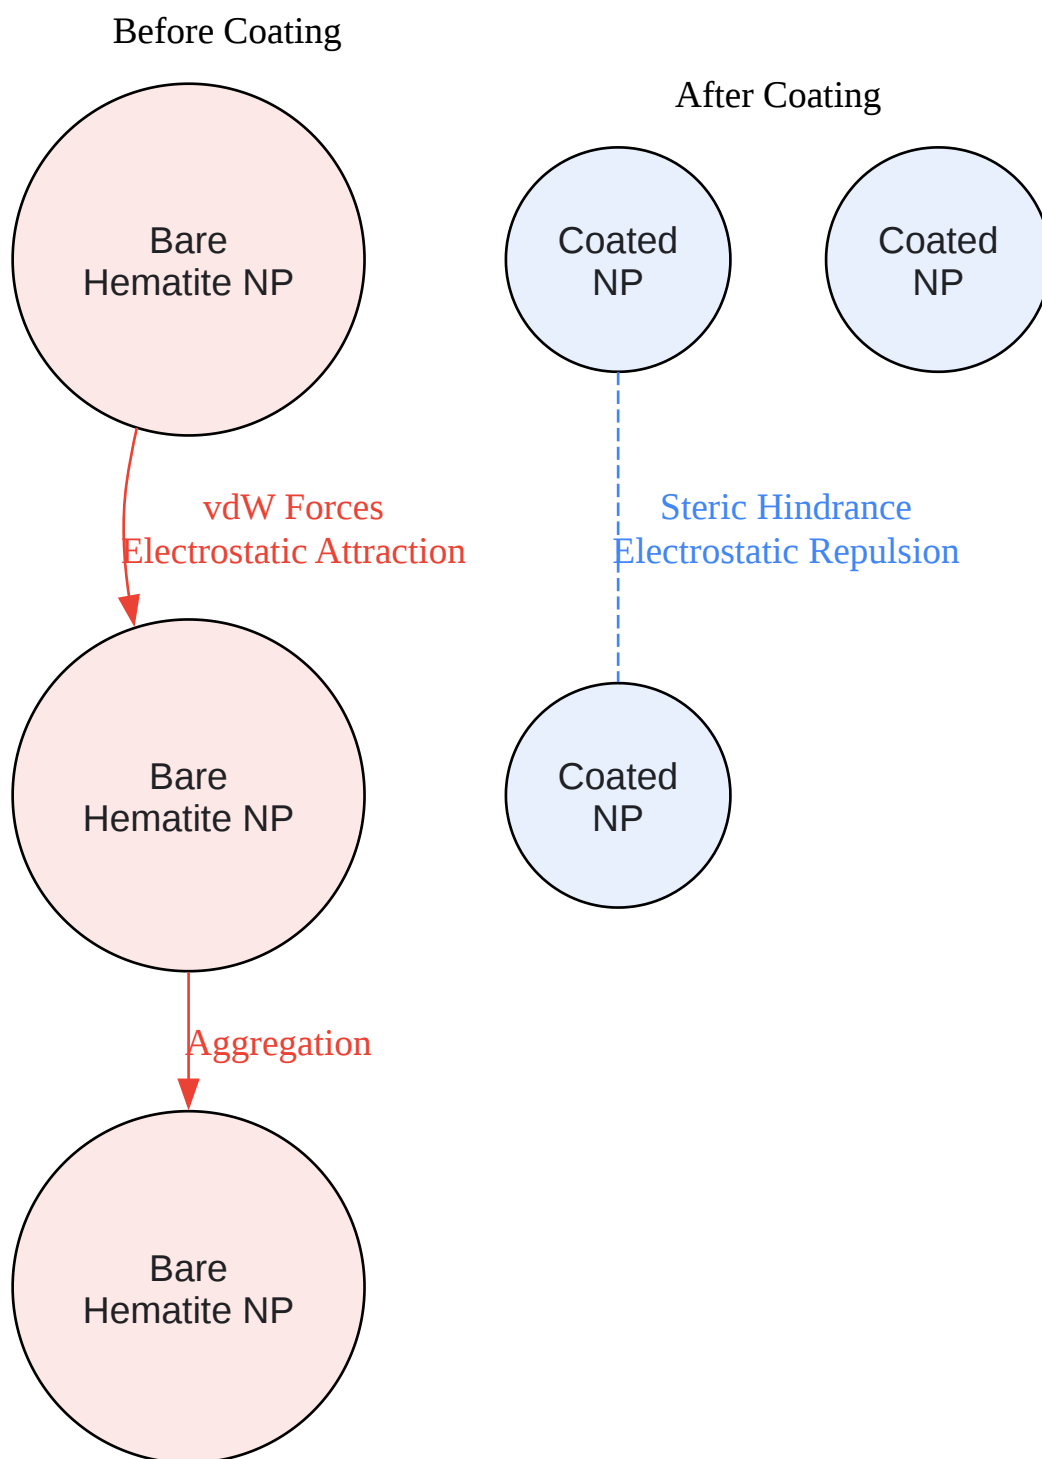 Before Coating
Bare
Hematite NP
vdW Forces
Electrostatic Attraction
Bare
Hematite NP
Aggregation
Bare
Hematite NP
After Coating
Coated
NP
Coated
NP
Steric Hindrance
Electrostatic Repulsion
Coated
NP